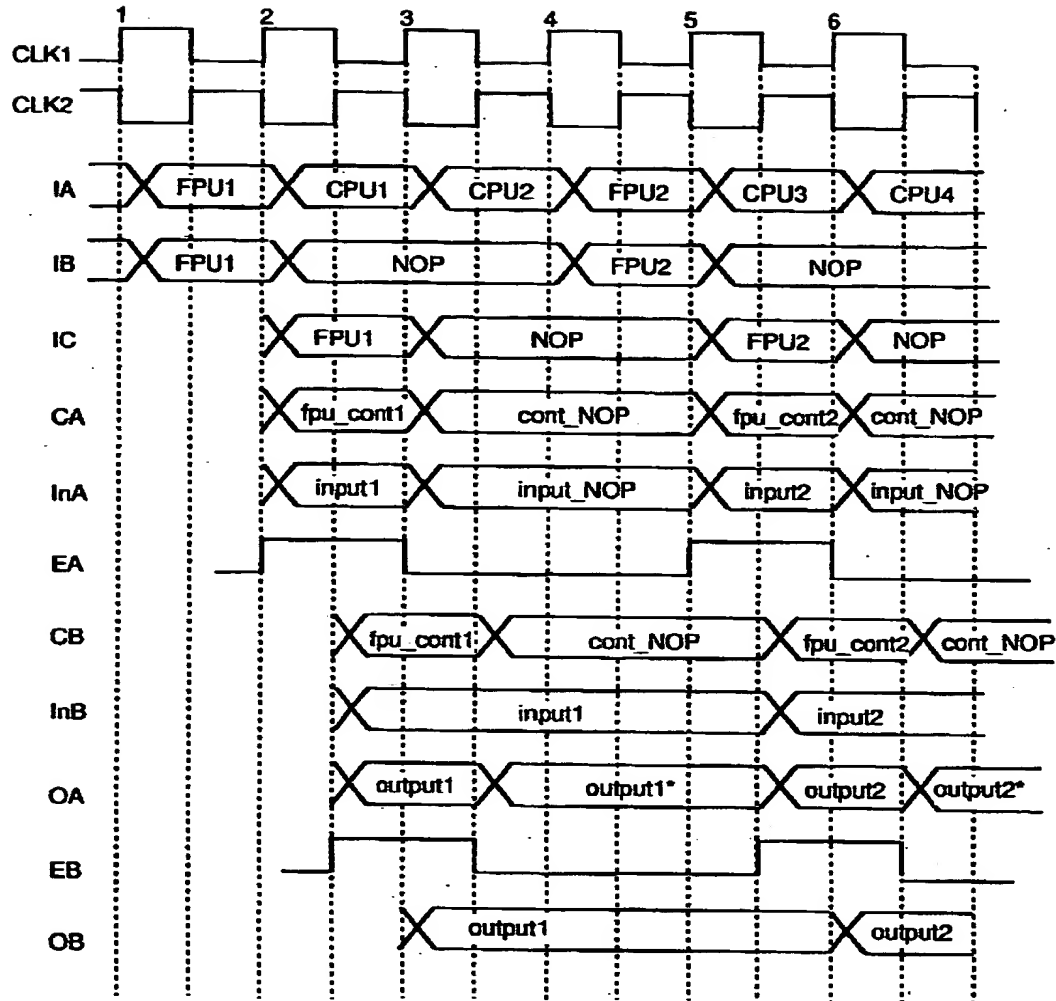 1 2 3 4 5 6
CLK1
CLK2
IA FPU1 CPU1 CPU2 FPU2 CPU3 CPU4
IB FPU1 NOP FPU2 NOP
IC FPU1 NOP FPU2 NOP
CA fpu_cont1 cont_NOP fpu_cont2 cont_NOP
InA input1 input_NOP input2 input_NOP
EA
CB fpu_cont1 cont_NOP fpu_cont2 cont_NOP
InB input1 input2
OA output1 output1* output2 output2*
EB
OB output1 output2